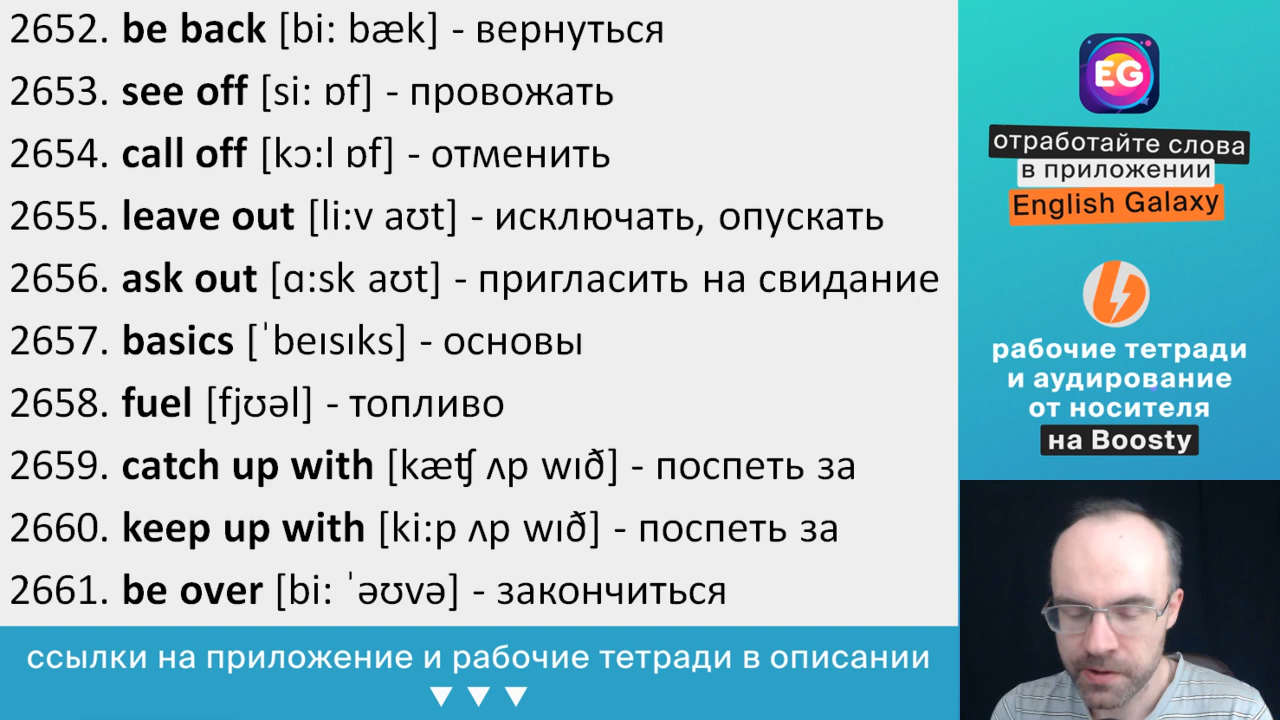 2652. be back [bi: bæk] - вернуться
2653. see off [si: ɒf] - провожать
2654. call off [kɔ:l ɒf] - отменить
2655. leave out [li:v aʊt] - исключать, опускать
2656. ask out [ɑ:sk aʊt] - пригласить на свидание
2657. basics [ˈbeɪsɪks] - основы
2658. fuel [fjʊəl] - топливо
2659. catch up with [kæʧ ʌp wɪð] - поспеть за
2660. keep up with [ki:p ʌp wɪð] - поспеть за
2661. be over [bi: ˈəʊvə] - закончиться
ссылки на приложение и рабочие тетради в описании
EG
отработайте слова
в приложении
English Galaxy
рабочие тетради
и аудирование
от носителя
на Boosty